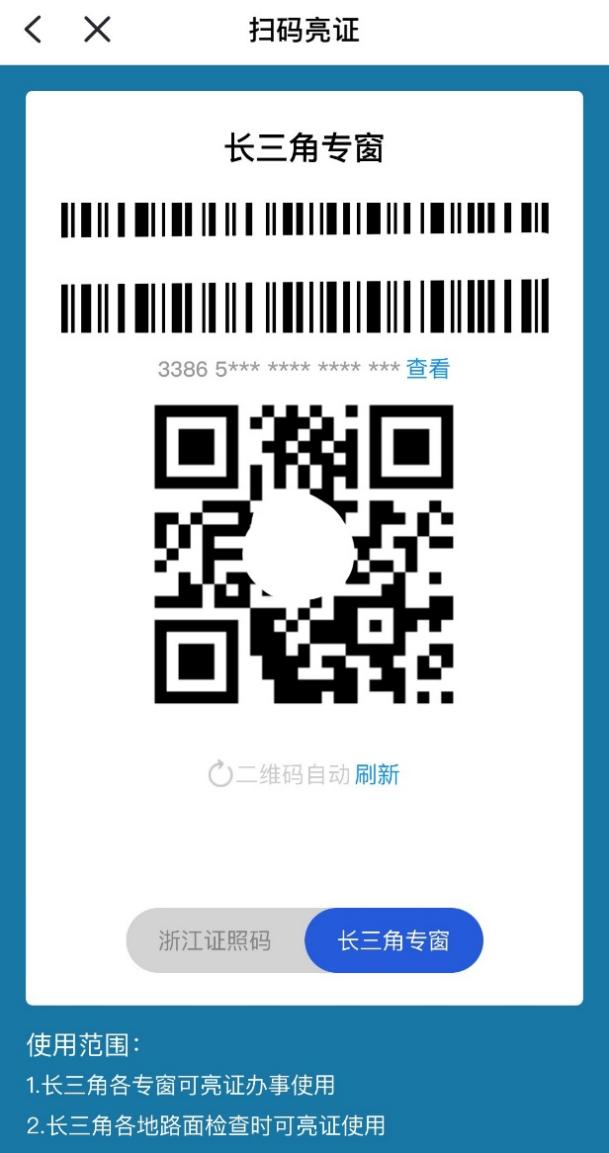 扫码亮证
长三角专窗
3386 5*** **** **** *** 查看
二维码自动 刷新
浙江证照码 长三角专窗
使用范围：
1.长三角各专窗可亮证办事使用
2.长三角各地路面检查时可亮证使用